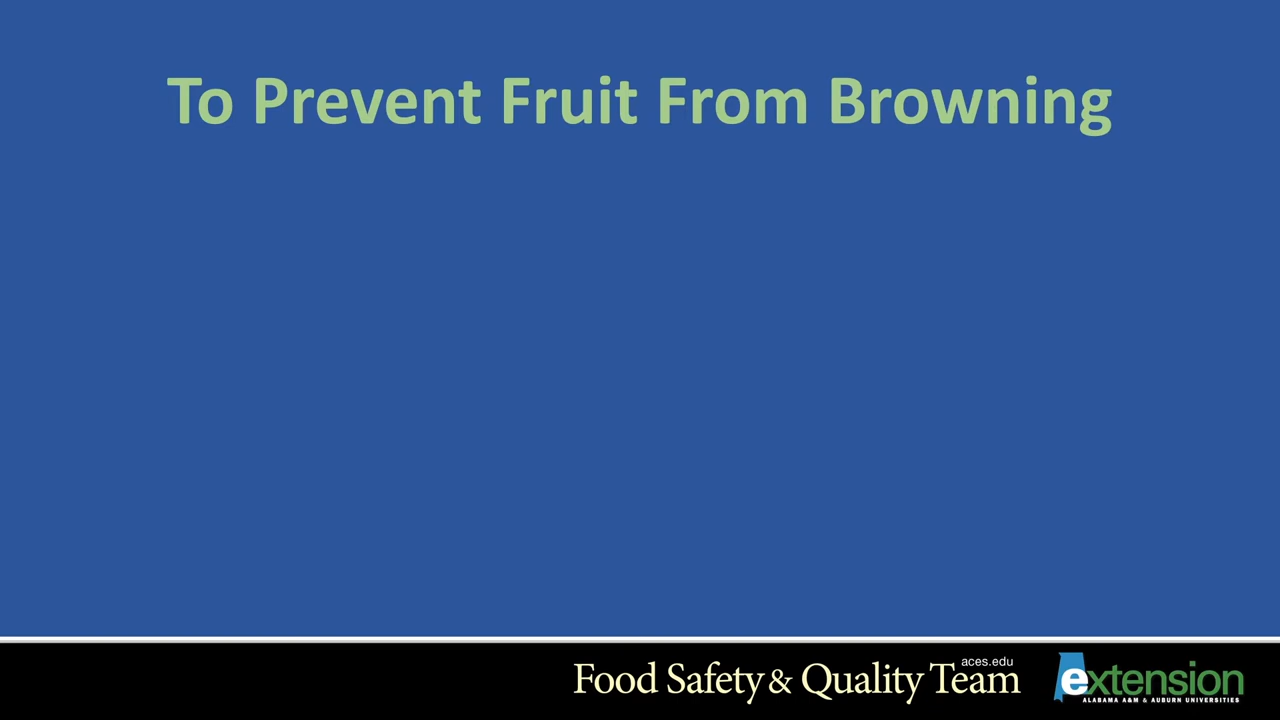 To Prevent Fruit From Browning
aces.edu
Food Safety & Quality Team
extension
ALABAMA A&M & AUBURN UNIVERSITIES